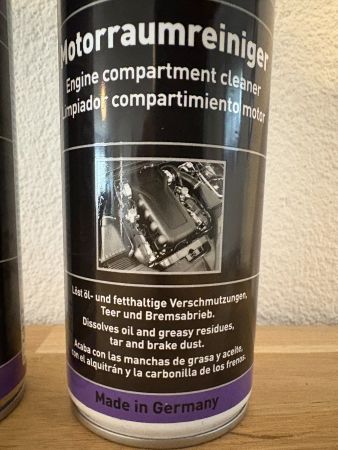 Motorraumreiniger
Engine compartment cleaner
Limpiador compartimiento motor
Löst öl- und fetthaltige Verschmutzungen,
Teer und Bremsabrieb.
Dissolves oil and greasy residues,
tar and brake dust.
Acaba con las manchas de grasa y aceite,
con el alquitrán y la carbonilla de los frenos.
Made in Germany